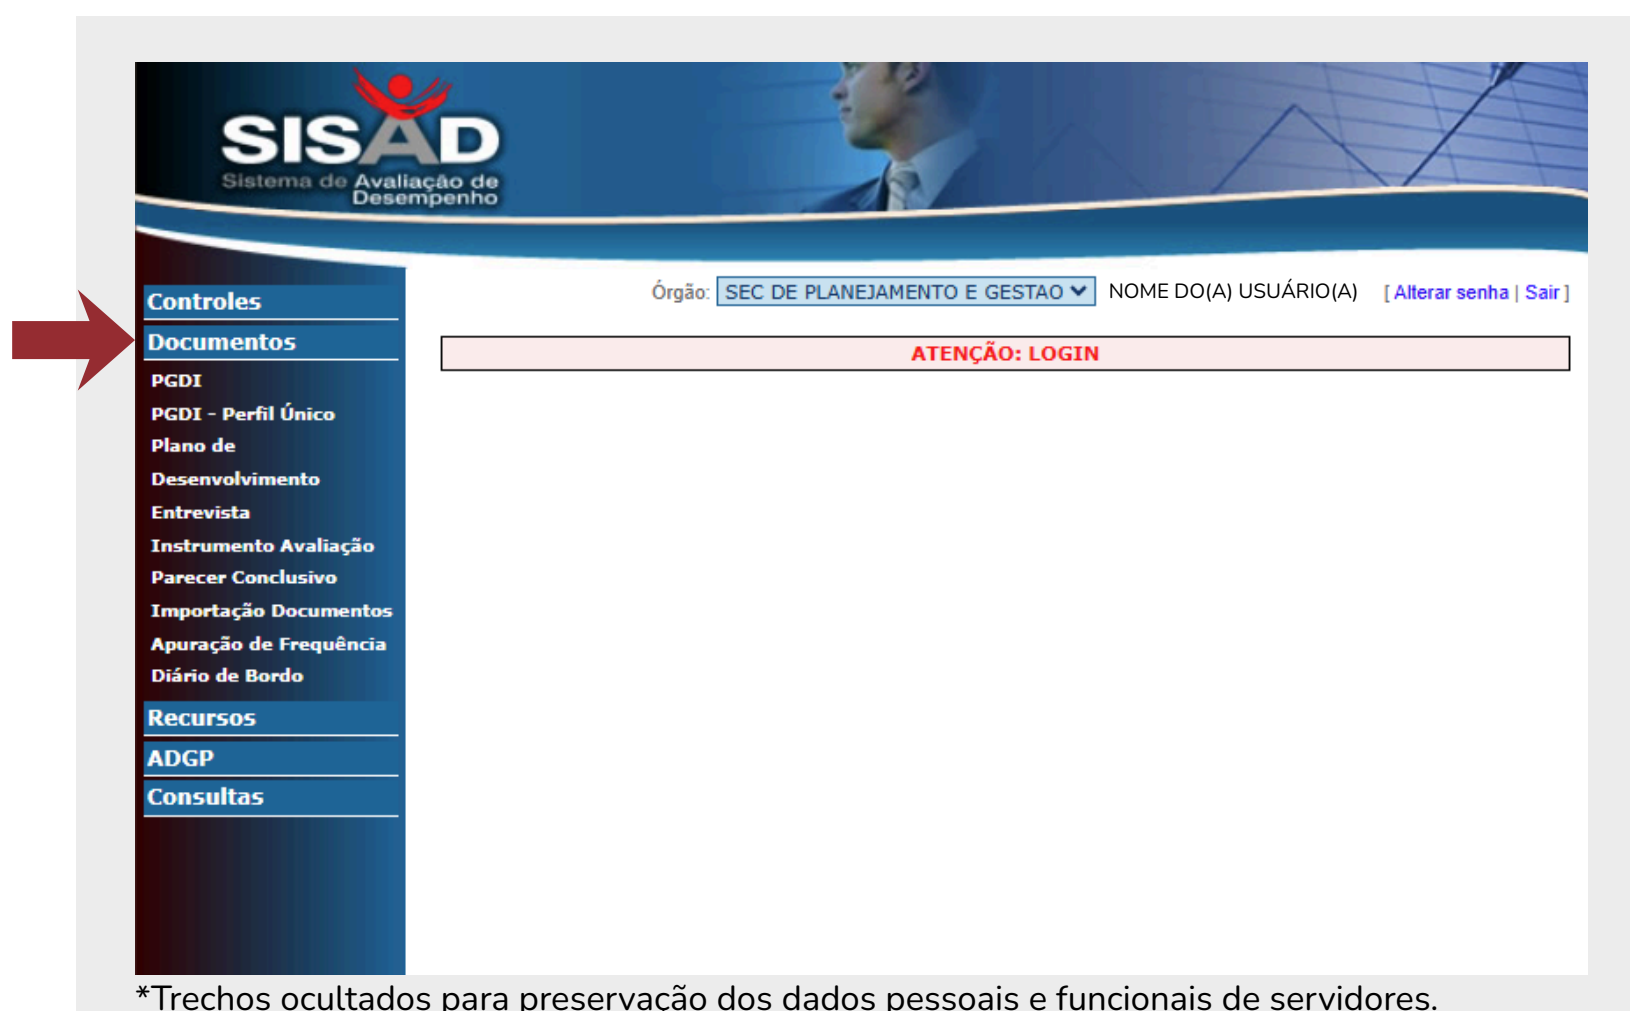 SISAD
Sistema de Avaliação de
Desempenho
Órgão: SEC DE PLANEJAMENTO E GESTAO NOME DO(A) USUÁRIO(A) [ Alterar senha | Sair ]
ATENÇÃO: LOGIN
Controles
Documentos
PGDI
PGDI - Perfil Único
Plano de
Desenvolvimento
Entrevista
Instrumento Avaliação
Parecer Conclusivo
Importação Documentos
Apuração de Frequência
Diário de Bordo
Recursos
ADGP
Consultas
*Trechos ocultados para preservação dos dados pessoais e funcionais de servidores.